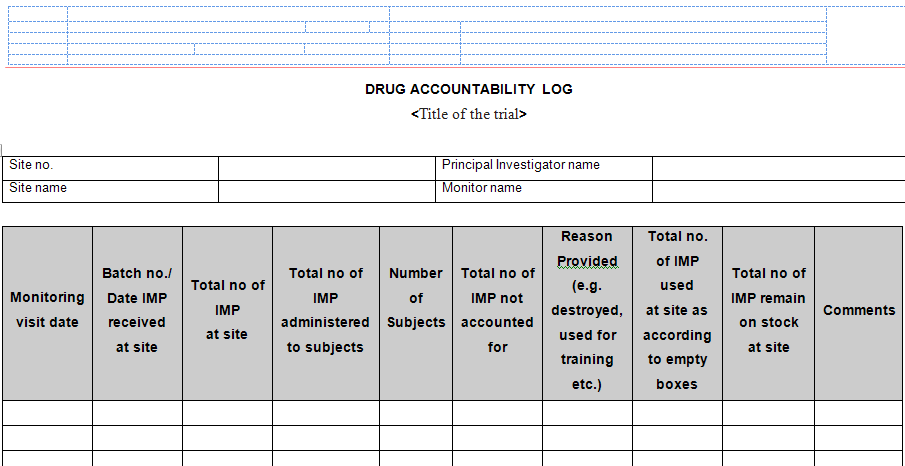 DRUG ACCOUNTABILITY LOG
<Title of the trial>
Site no.
Principal Investigator name
Site name
Monitor name
Monitoring
visit date
Batch no./
Date IMP
received
at site
Total no of
IMP
at site
Total no of
IMP
administered
to subjects
Number
of
Subjects
Total no of
IMP not
accounted
for
Reason
Provided
(e.g.
destroyed,
used for
training
etc.)
Total no.
of IMP
used
at site as
according
to empty
boxes
Total no of
IMP remain
on stock
at site
Comments